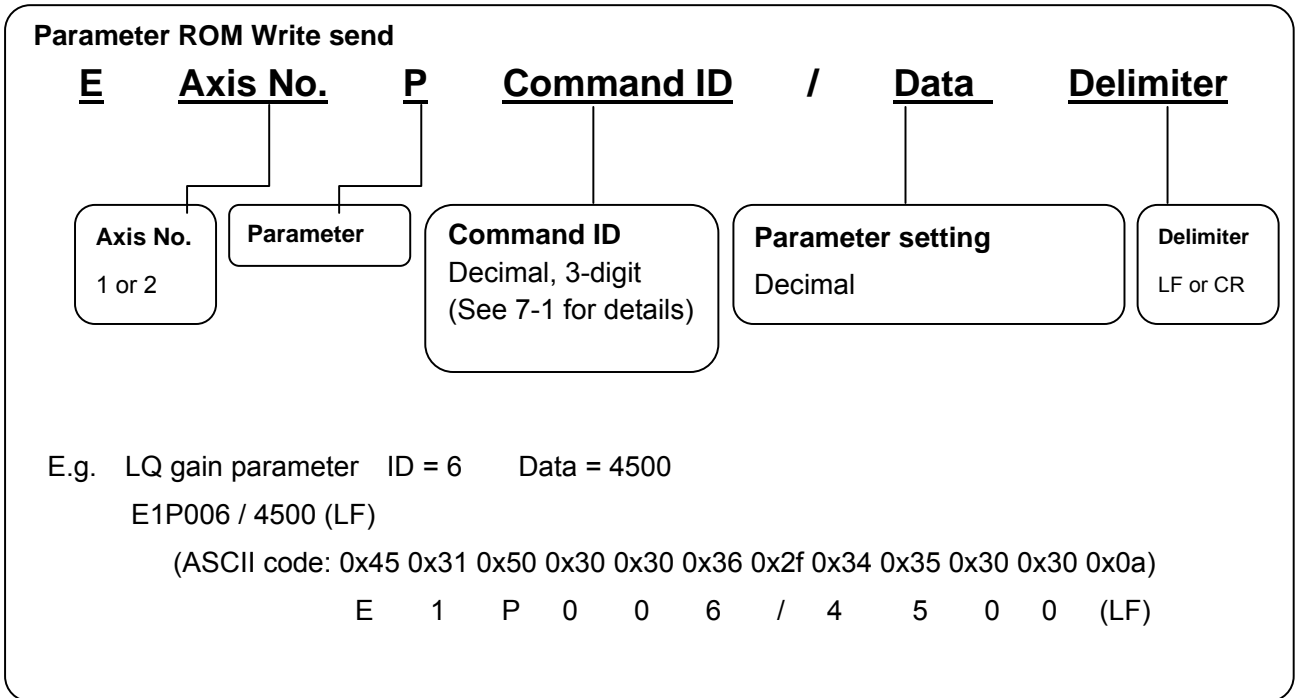 Parameter ROM Write send
E Axis No. P Command ID / Data Delimiter
Axis No.
1 or 2
Parameter
Command ID
Decimal, 3-digit
(See 7-1 for details)
Parameter setting
Decimal
Delimiter
LF or CR
E.g. LQ gain parameter ID = 6 Data = 4500
E1P006 / 4500 (LF)
(ASCII code: 0x45 0x31 0x50 0x30 0x30 0x36 0x2f 0x34 0x35 0x30 0x30 0x0a)
E 1 P 0 0 6 / 4 5 0 0 (LF)